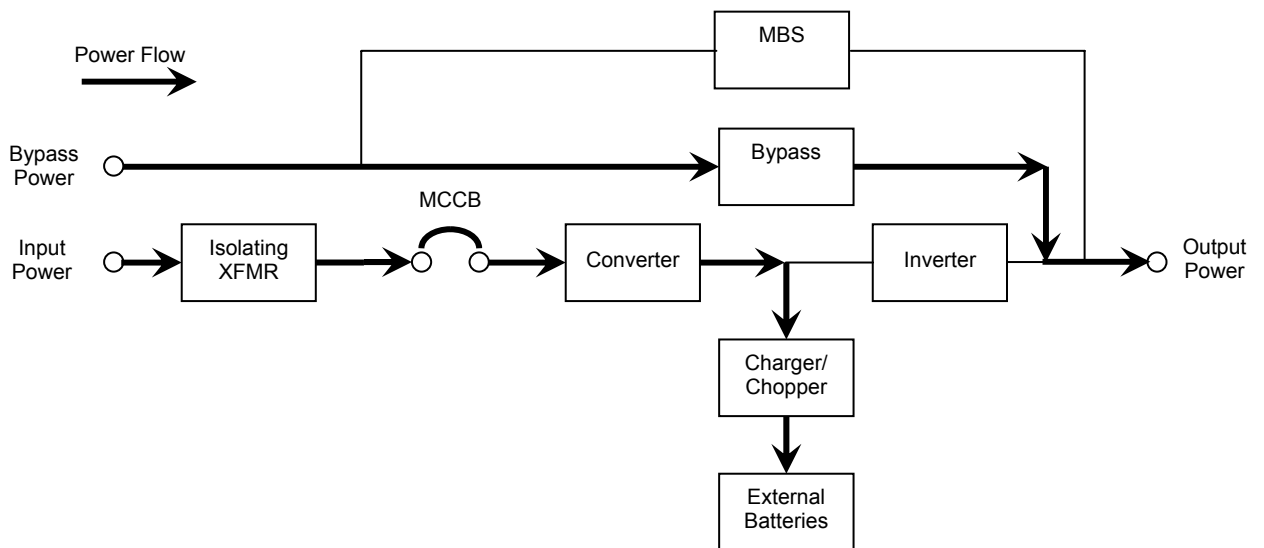 MBS
Power Flow
Bypass
Power
Bypass
MCCB
Input
Power
Isolating
XFMR
Converter
Inverter
Output
Power
Charger/
Chopper
External
Batteries